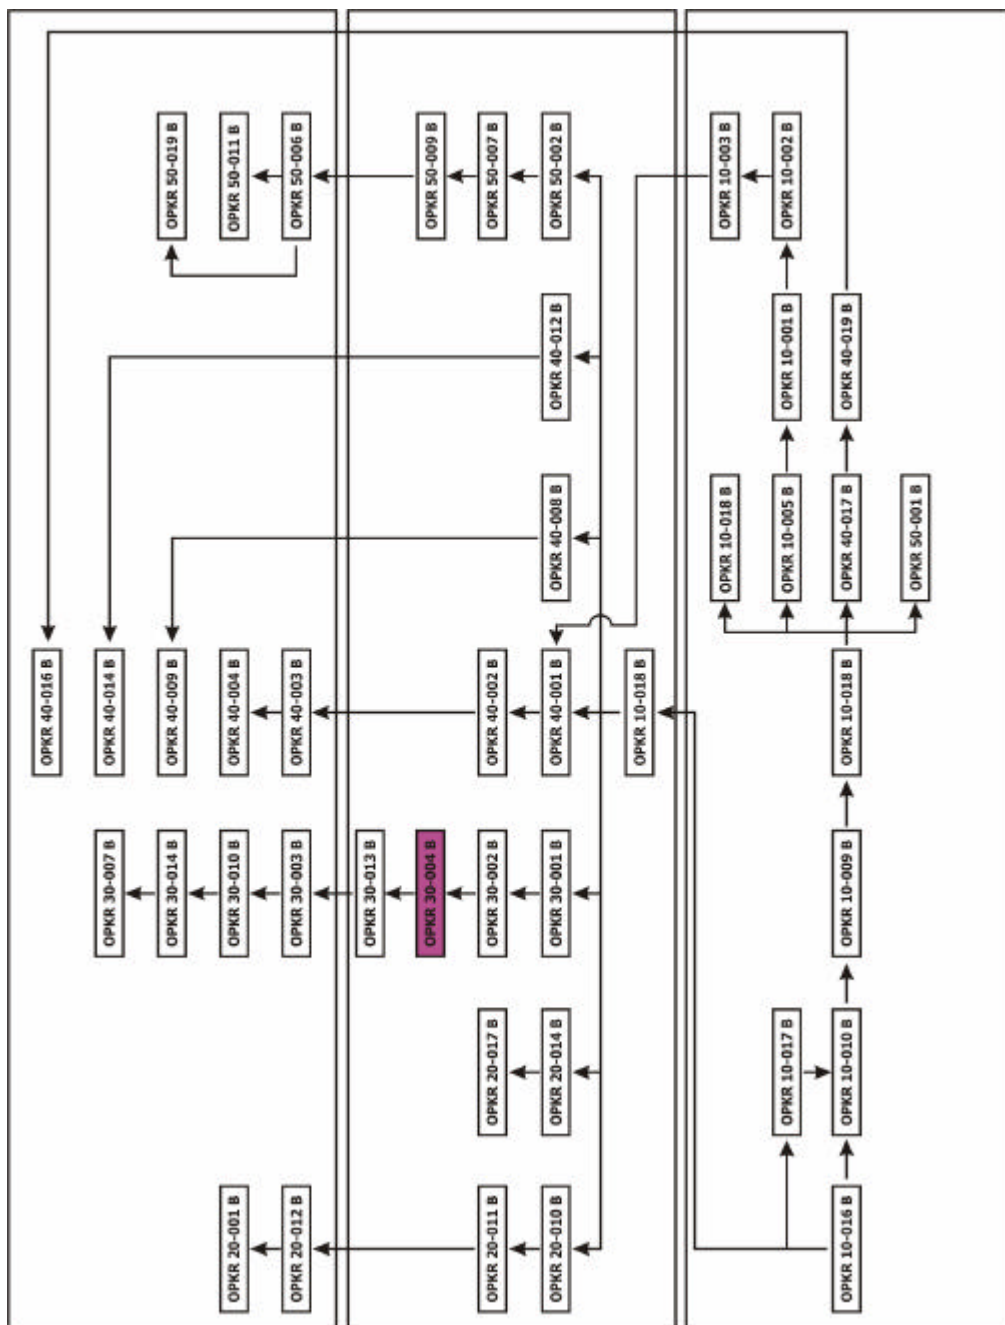 OPKR 40-016 B
OPKR 30-007 B
OPKR 40-014 B
OPKR 30-014 B
OPKR 40-009 B
OPKR 50-019 B
OPKR 20-001 B
OPKR 30-010 B
OPKR 40-004 B
OPKR 50-011 B
OPKR 20-012 B
OPKR 30-003 B
OPKR 40-003 B
OPKR 50-006 B
OPKR 30-013 B
OPKR 30-004 B
OPKR 50-009 B
OPKR 20-011 B
OPKR 20-017 B
OPKR 30-002 B
OPKR 40-002 B
OPKR 50-007 B
OPKR 20-010 B
OPKR 20-014 B
OPKR 30-001 B
OPKR 40-001 B
OPKR 40-008 B
OPKR 40-012 B
OPKR 50-002 B
OPKR 10-018 B
OPKR 10-018 B
OPKR 10-003 B
OPKR 10-017 B
OPKR 10-005 B
OPKR 10-001 B
OPKR 10-002 B
OPKR 10-016 B
OPKR 10-010 B
OPKR 10-009 B
OPKR 10-018 B
OPKR 40-017 B
OPKR 40-019 B
OPKR 50-001 B